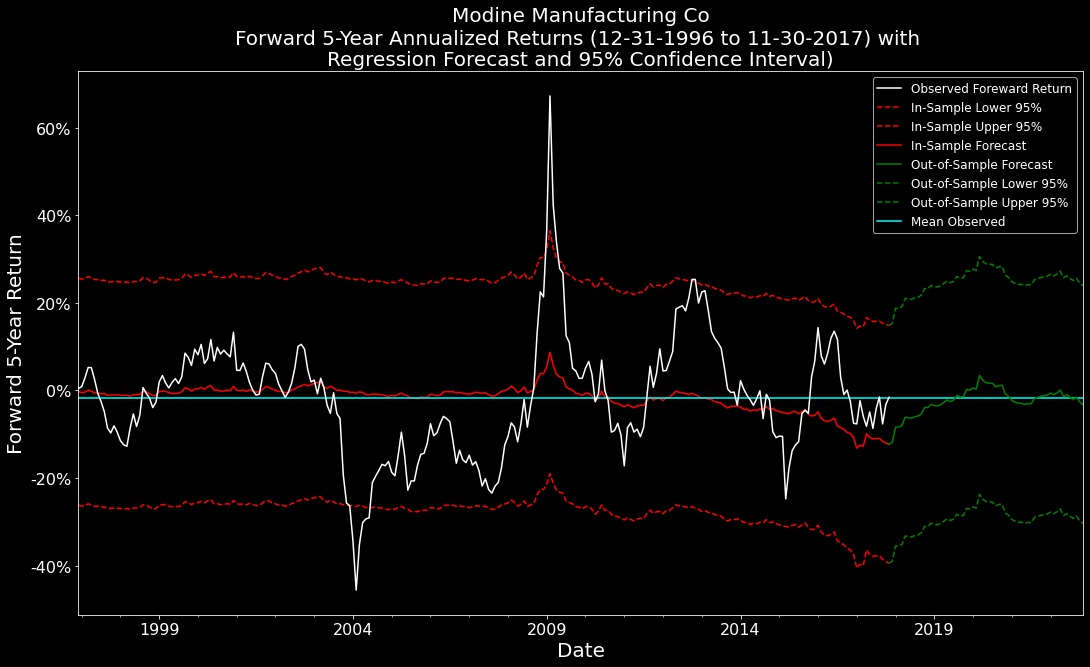 Modine Manufacturing Co
Forward 5-Year Annualized Returns (12-31-1996 to 11-30-2017) with
Regression Forecast and 95% Confidence Interval)
Observed Foreward Return
In-Sample Lower 95%
In-Sample Upper 95%
In-Sample Forecast
Out-of-Sample Forecast
Out-of-Sample Lower 95%
Out-of-Sample Upper 95%
Mean Observed
Forward 5-Year Return
60%
40%
20%
0%
-20%
-40%
1999 2004 2009 2014 2019
Date